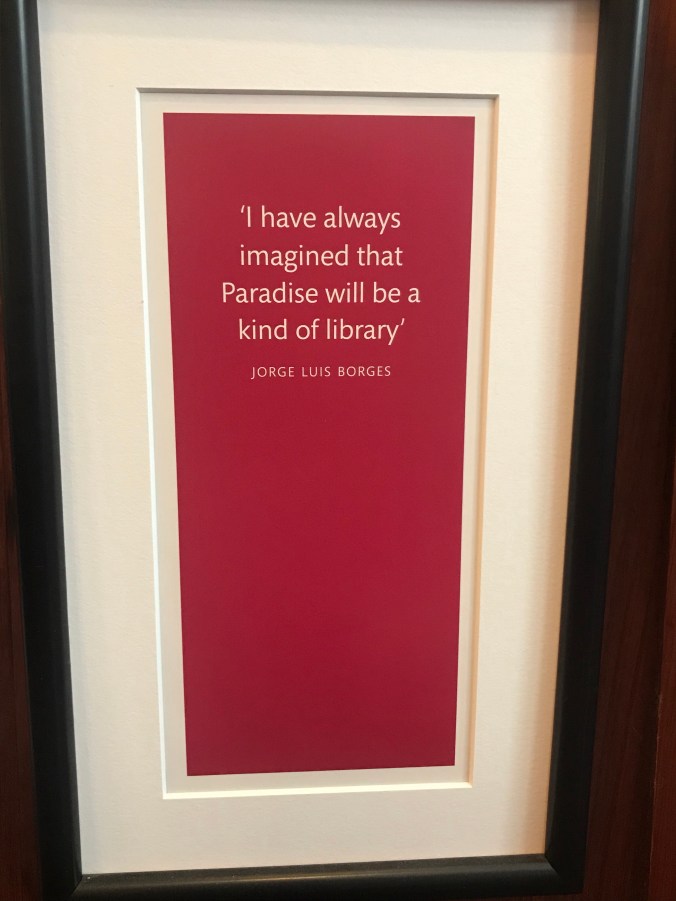 ‘I have always
imagined that
Paradise will be a
kind of library’
JORGE LUIS BORGES